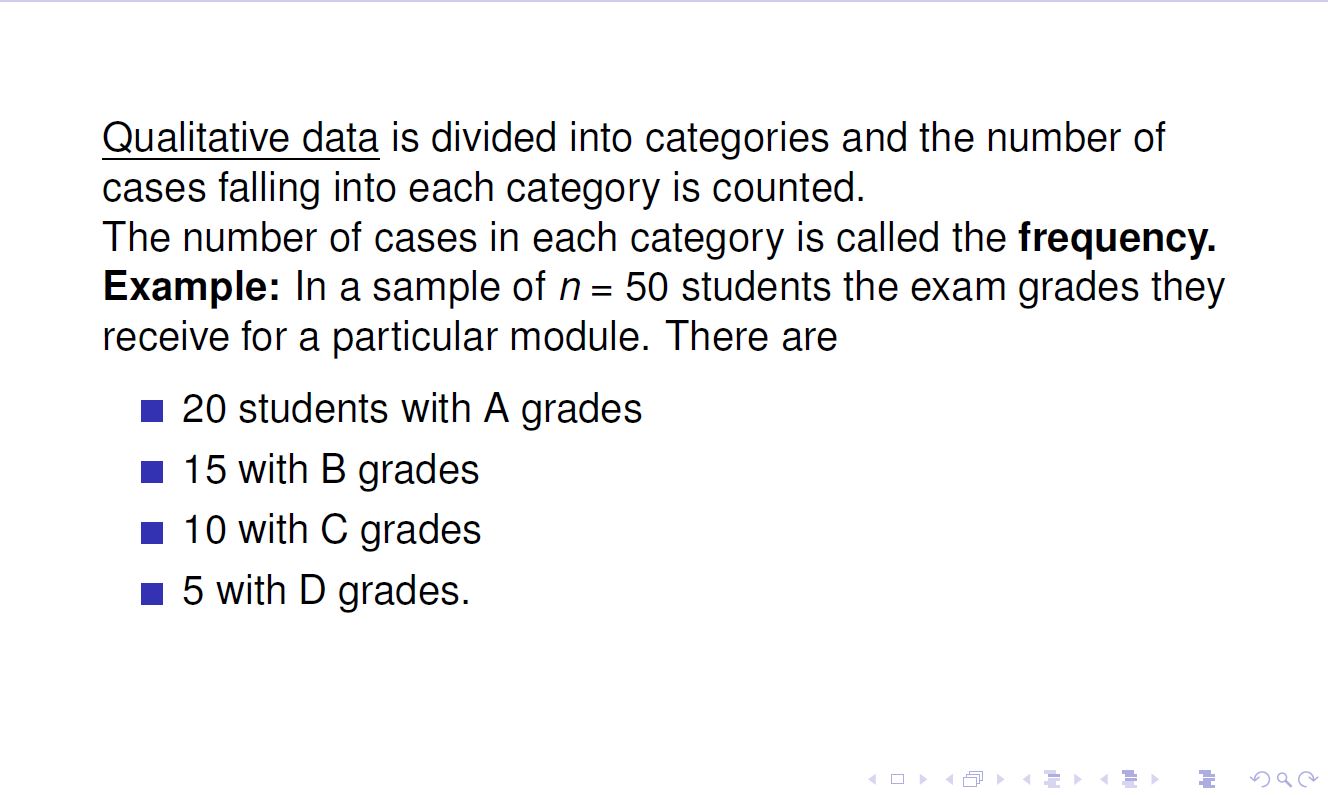 Qualitative data is divided into categories and the number of
cases falling into each category is counted.
The number of cases in each category is called the frequency.
Example: In a sample of n = 50 students the exam grades they
receive for a particular module. There are
20 students with A grades
15 with B grades
10 with C grades
5 with D grades.